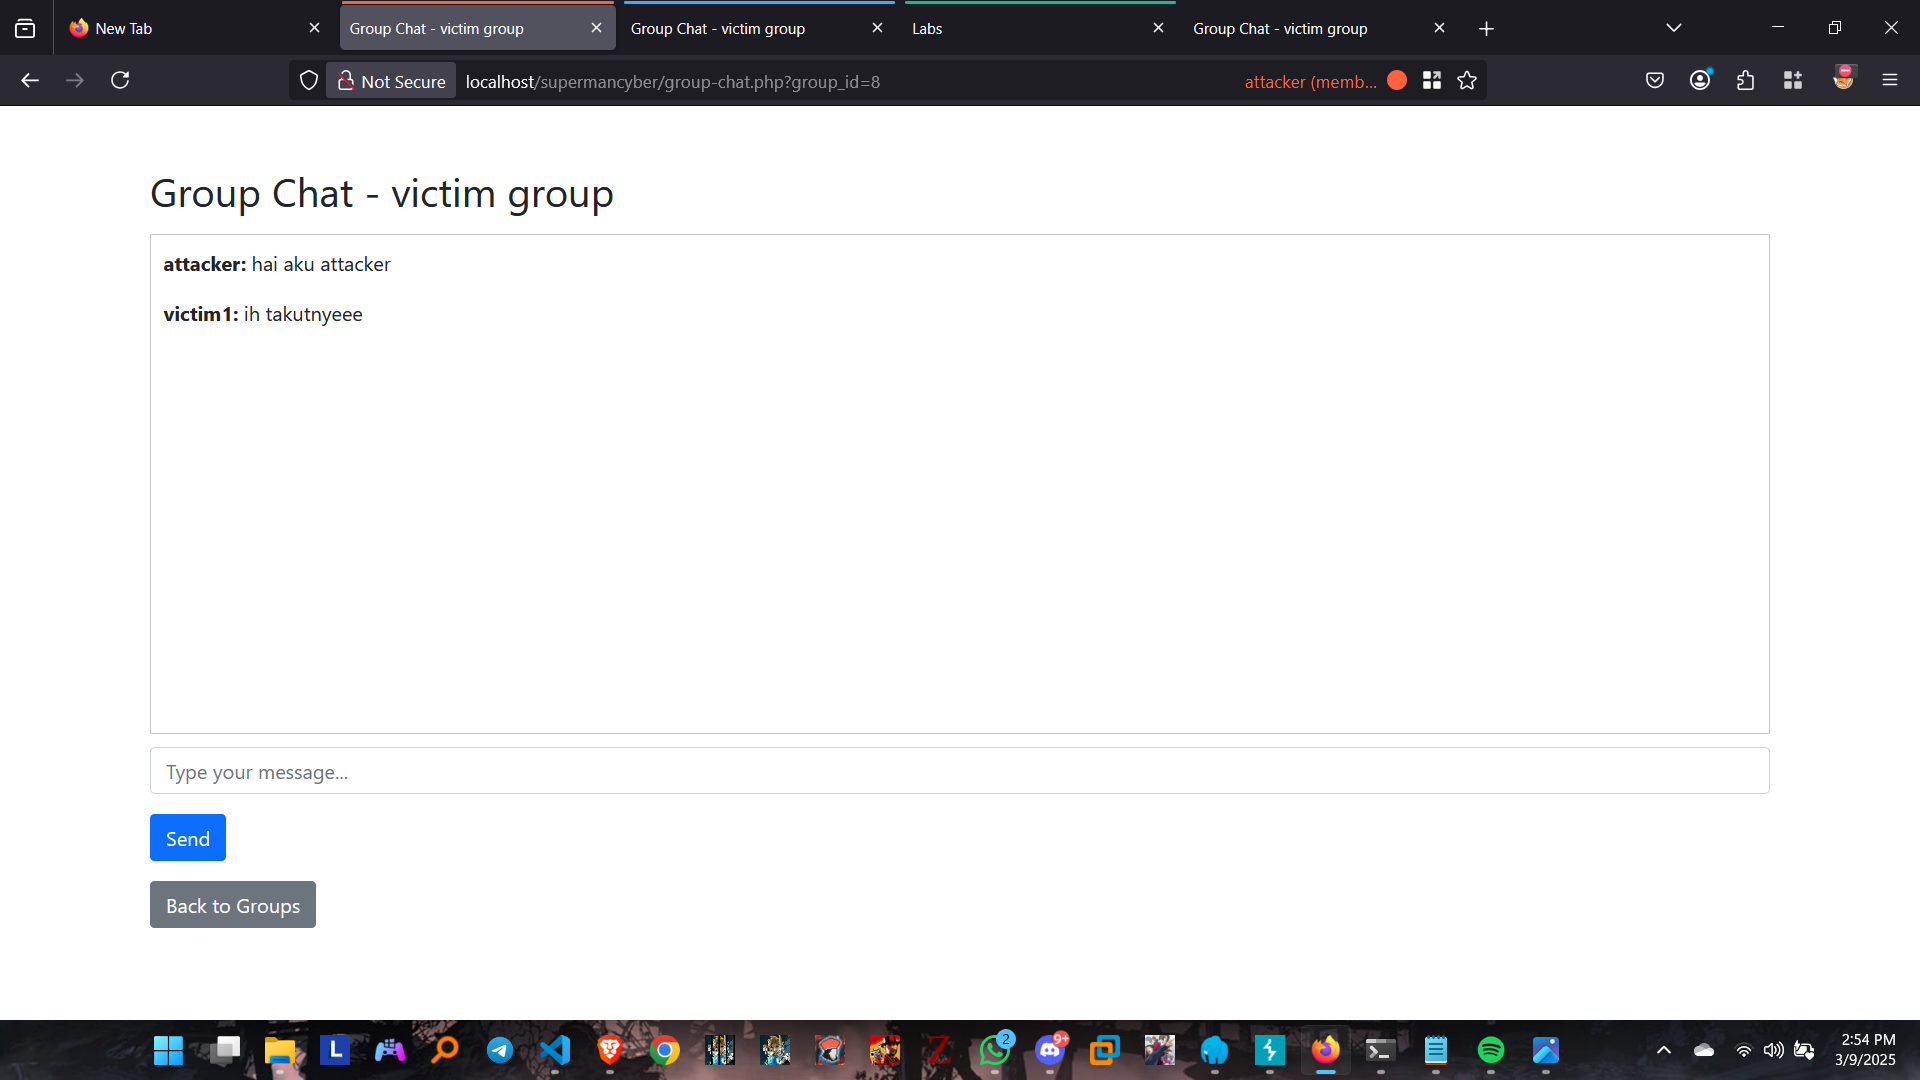 New Tab
Group Chat - victim group
Group Chat - victim group
Labs
Group Chat - victim group
Not Secure
localhost/supermancyber/group-chat.php?group_id=8
attacker (memb...
Group Chat - victim group
attacker: hai aku attacker
victim1: ih takutnyeee
Type your message...
Send
Back to Groups
L
2
9+
2:54 PM
3/9/2025